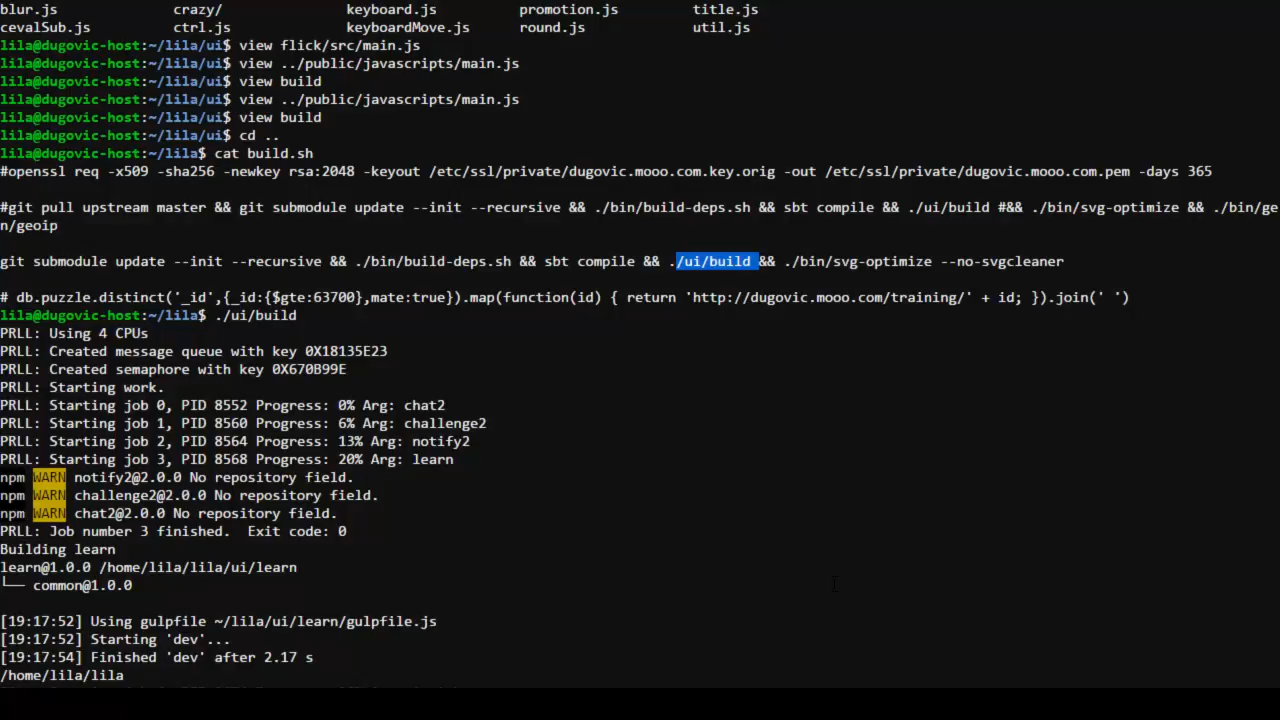 blur.js              crazy/               keyboard.js          promotion.js         title.js
cevalSub.js          ctrl.js              keyboardMove.js      round.js             util.js
lila@dugovic-host:~/lila/ui$ view flick/src/main.js
lila@dugovic-host:~/lila/ui$ view ../public/javascripts/main.js
lila@dugovic-host:~/lila/ui$ view build
lila@dugovic-host:~/lila/ui$ view ../public/javascripts/main.js
lila@dugovic-host:~/lila/ui$ view build
lila@dugovic-host:~/lila/ui$ cd ..
lila@dugovic-host:~/lila$ cat build.sh
#openssl req -x509 -sha256 -newkey rsa:2048 -keyout /etc/ssl/private/dugovic.mooo.com.key.orig -out /etc/ssl/private/dugovic.mooo.com.pem -days 365
#git pull upstream master && git submodule update --init --recursive && ./bin/build-deps.sh && sbt compile && ./ui/build #&& ./bin/svg-optimize && ./bin/ge
n/geoip
git submodule update --init --recursive && ./bin/build-deps.sh && sbt compile && ./ui/build && ./bin/svg-optimize --no-svgcleaner
# db.puzzle.distinct('_id',{_id:{$gte:63700},mate:true}).map(function(id) { return 'http://dugovic.mooo.com/training/' + id; }).join(' ')
lila@dugovic-host:~/lila$ ./ui/build
PRLL: Using 4 CPUs
PRLL: Created message queue with key 0X18135E23
PRLL: Created semaphore with key 0X670B99E
PRLL: Starting work.
PRLL: Starting job 0, PID 8552 Progress: 0% Arg: chat2
PRLL: Starting job 1, PID 8560 Progress: 6% Arg: challenge2
PRLL: Starting job 2, PID 8564 Progress: 13% Arg: notify2
PRLL: Starting job 3, PID 8568 Progress: 20% Arg: learn
npm WARN notify2@2.0.0 No repository field.
npm WARN challenge2@2.0.0 No repository field.
npm WARN chat2@2.0.0 No repository field.
PRLL: Job number 3 finished.  Exit code: 0
Building learn
learn@1.0.0 /home/lila/lila/ui/learn
└── common@1.0.0
[19:17:52] Using gulpfile ~/lila/ui/learn/gulpfile.js
[19:17:52] Starting 'dev'...
[19:17:54] Finished 'dev' after 2.17 s
/home/lila/lila